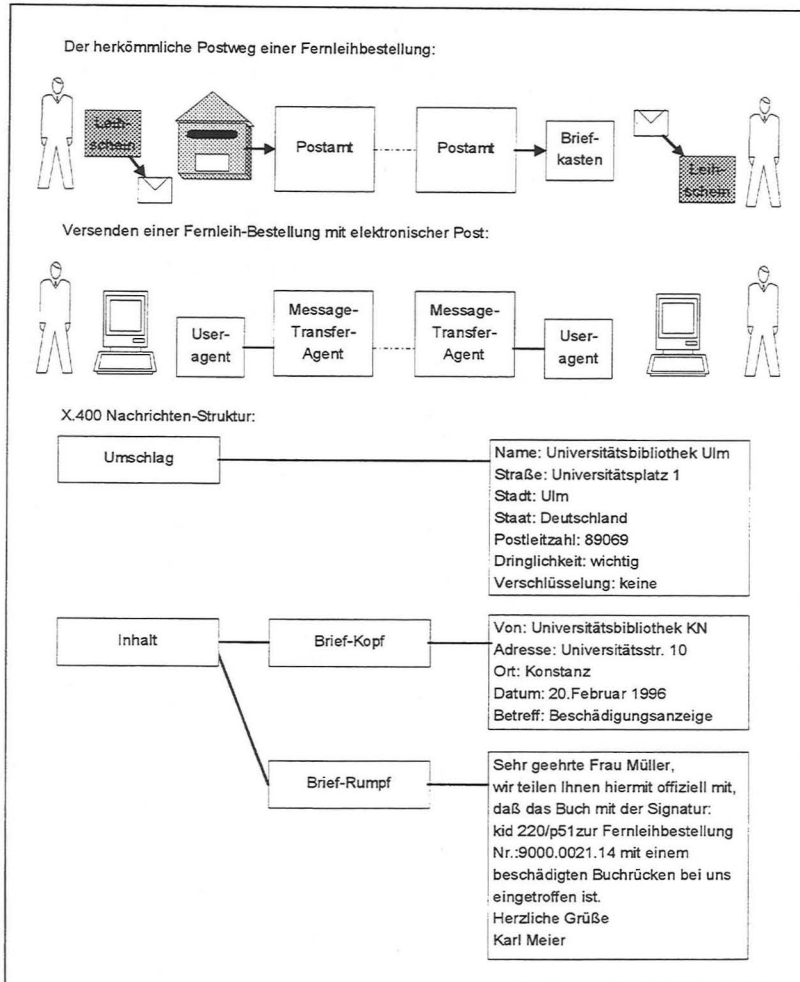 Der herkömmliche Postweg einer Fernleihbestellung:
Leih-
schein
Postamt
Postamt
Brief-
kasten
Leih-
schein
Versenden einer Fernleih-Bestellung mit elektronischer Post:
User-
agent
Message-
Transfer-
Agent
Message-
Transfer-
Agent
User-
agent
X.400 Nachrichten-Struktur:
Umschlag
Name: Universitätsbibliothek Ulm
Straße: Universitätsplatz 1
Stadt: Ulm
Staat: Deutschland
Postleitzahl: 89069
Dringlichkeit: wichtig
Verschlüsselung: keine
Inhalt
Brief-Kopf
Von: Universitätsbibliothek KN
Adresse: Universitätsstr. 10
Ort: Konstanz
Datum: 20.Februar 1996
Betreff: Beschädigungsanzeige
Brief-Rumpf
Sehr geehrte Frau Müller,
wir teilen Ihnen hiermit offiziell mit,
daß das Buch mit der Signatur:
kid 220/p51zur Fernleihbestellung
Nr.:9000.0021.14 mit einem
beschädigten Buchrücken bei uns
eingetroffen ist.
Herzliche Grüße
Karl Meier